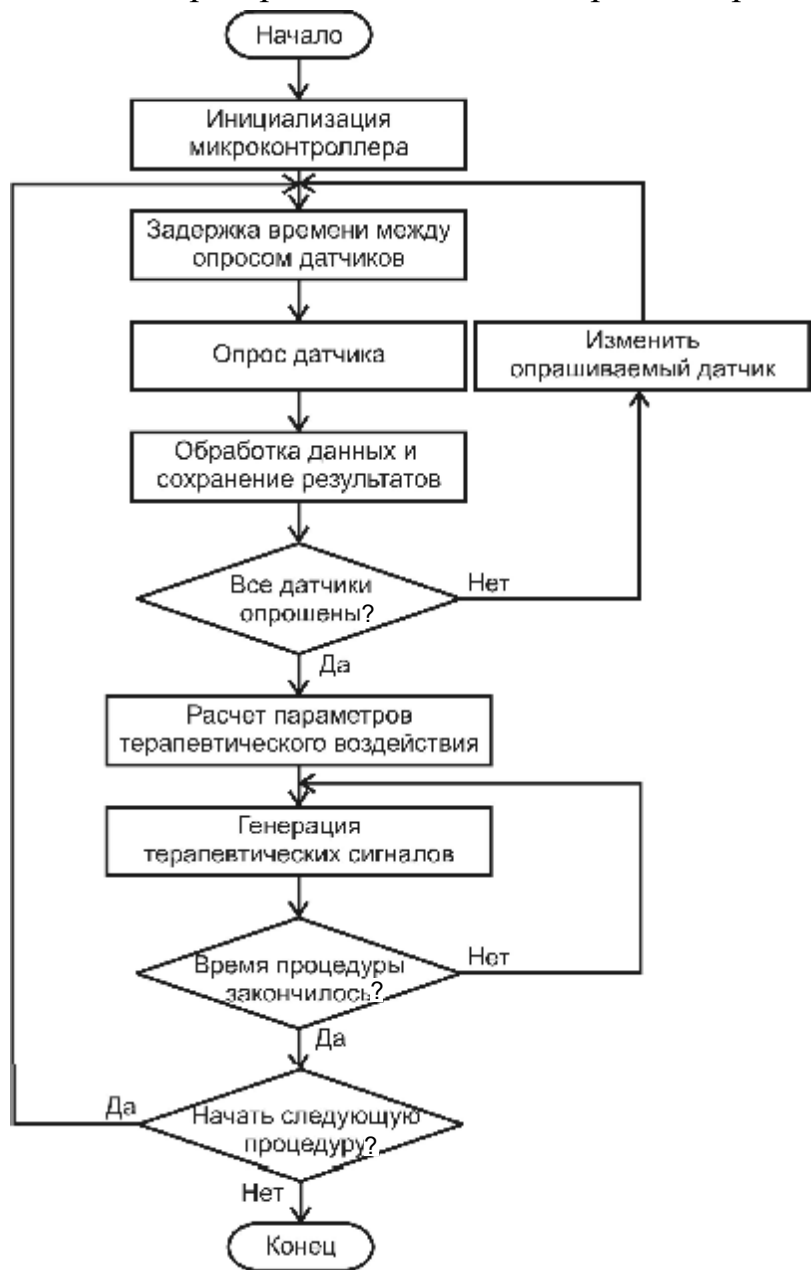 Начало
Инициализация
микроконтроллера
Задержка времени между
опросом датчиков
Опрос датчика
Изменить
опрашиваемый датчик
Обработка данных и
сохранение результатов
Все датчики
опрошены?
Нет
Да
Расчет параметров
терапевтического воздействия
Генерация
терапевтических сигналов
Время процедуры
закончилось?
Нет
Да
Начать следующую
процедуру?
Да
Нет
Конец